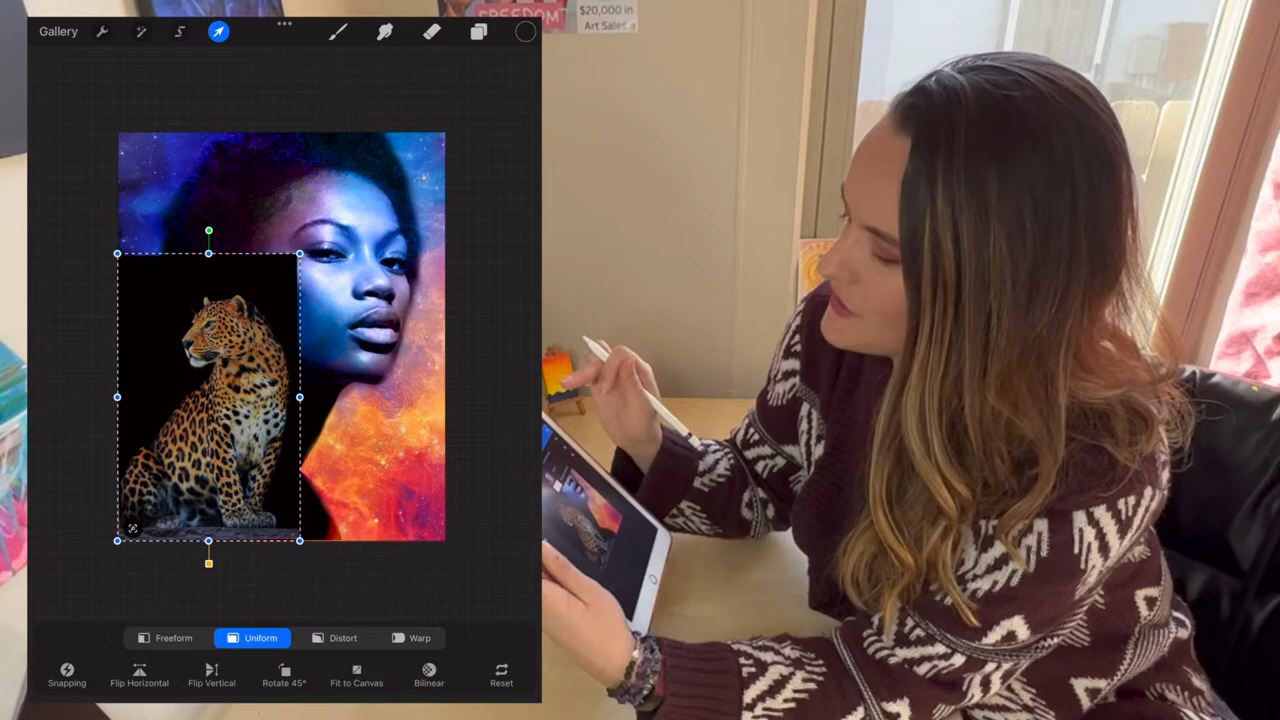 FREEDOM
$20,000 in
Art Sales
Gallery
Freeform
Uniform
Distort
Warp
Snapping
Flip Horizontal
Flip Vertical
Rotate 45°
Fit to Canvas
Bilinear
Reset